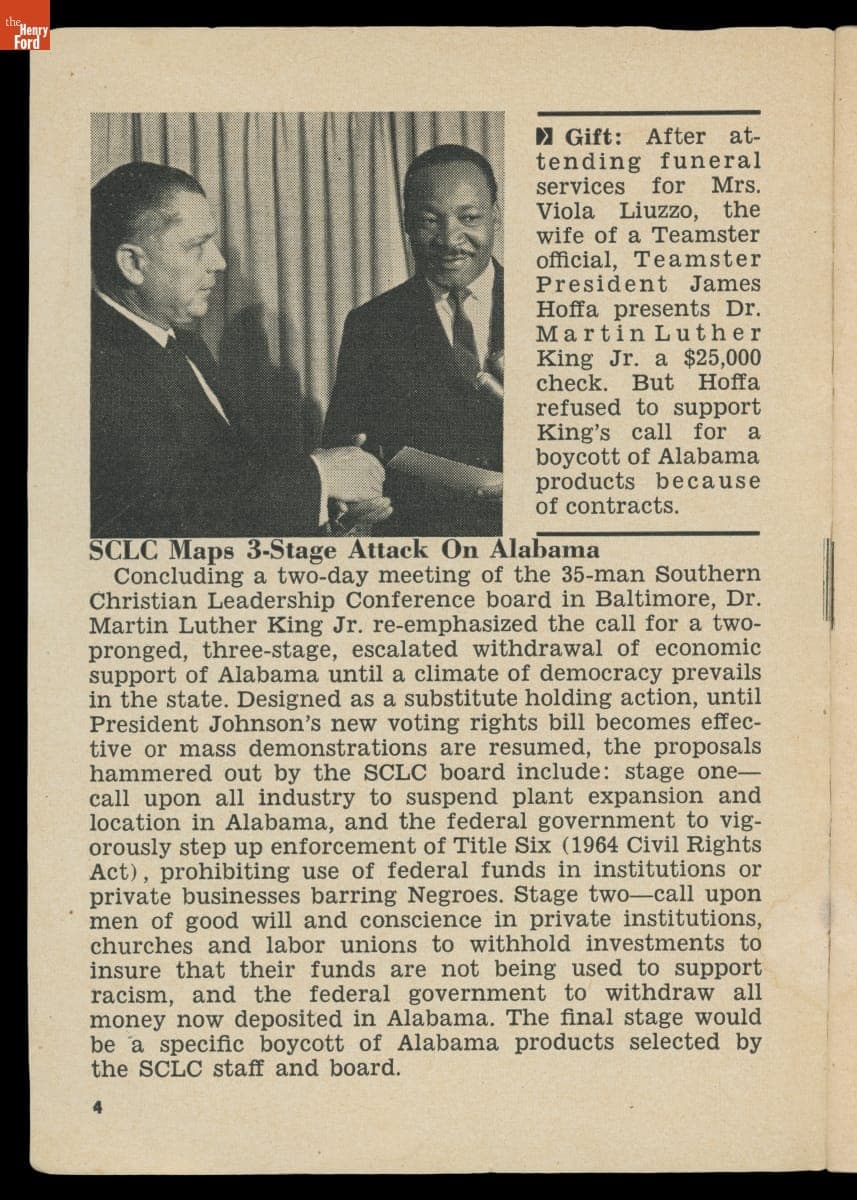 the
Henry
Ford
Gift: After at-
tending funeral
services for Mrs.
Viola Liuzzo, the
wife of a Teamster
official, Teamster
President James
Hoffa presents Dr.
Martin Luther
King Jr. a $25,000
check. But Hoffa
refused to support
King's call for a
boycott of Alabama
products because
of contracts.
SCLC Maps 3-Stage Attack On Alabama
Concluding a two-day meeting of the 35-man Southern
Christian Leadership Conference board in Baltimore, Dr.
Martin Luther King Jr. re-emphasized the call for a two-
pronged, three-stage, escalated withdrawal of economic
support of Alabama until a climate of democracy prevails
in the state. Designed as a substitute holding action, until
President Johnson's new voting rights bill becomes effec-
tive or mass demonstrations are resumed, the proposals
hammered out by the SCLC board include: stage one—
call upon all industry to suspend plant expansion and
location in Alabama, and the federal government to vig-
orously step up enforcement of Title Six (1964 Civil Rights
Act), prohibiting use of federal funds in institutions or
private businesses barring Negroes. Stage two—call upon
men of good will and conscience in private institutions,
churches and labor unions to withhold investments to
insure that their funds are not being used to support
racism, and the federal government to withdraw all
money now deposited in Alabama. The final stage would
be a specific boycott of Alabama products selected by
the SCLC staff and board.
4